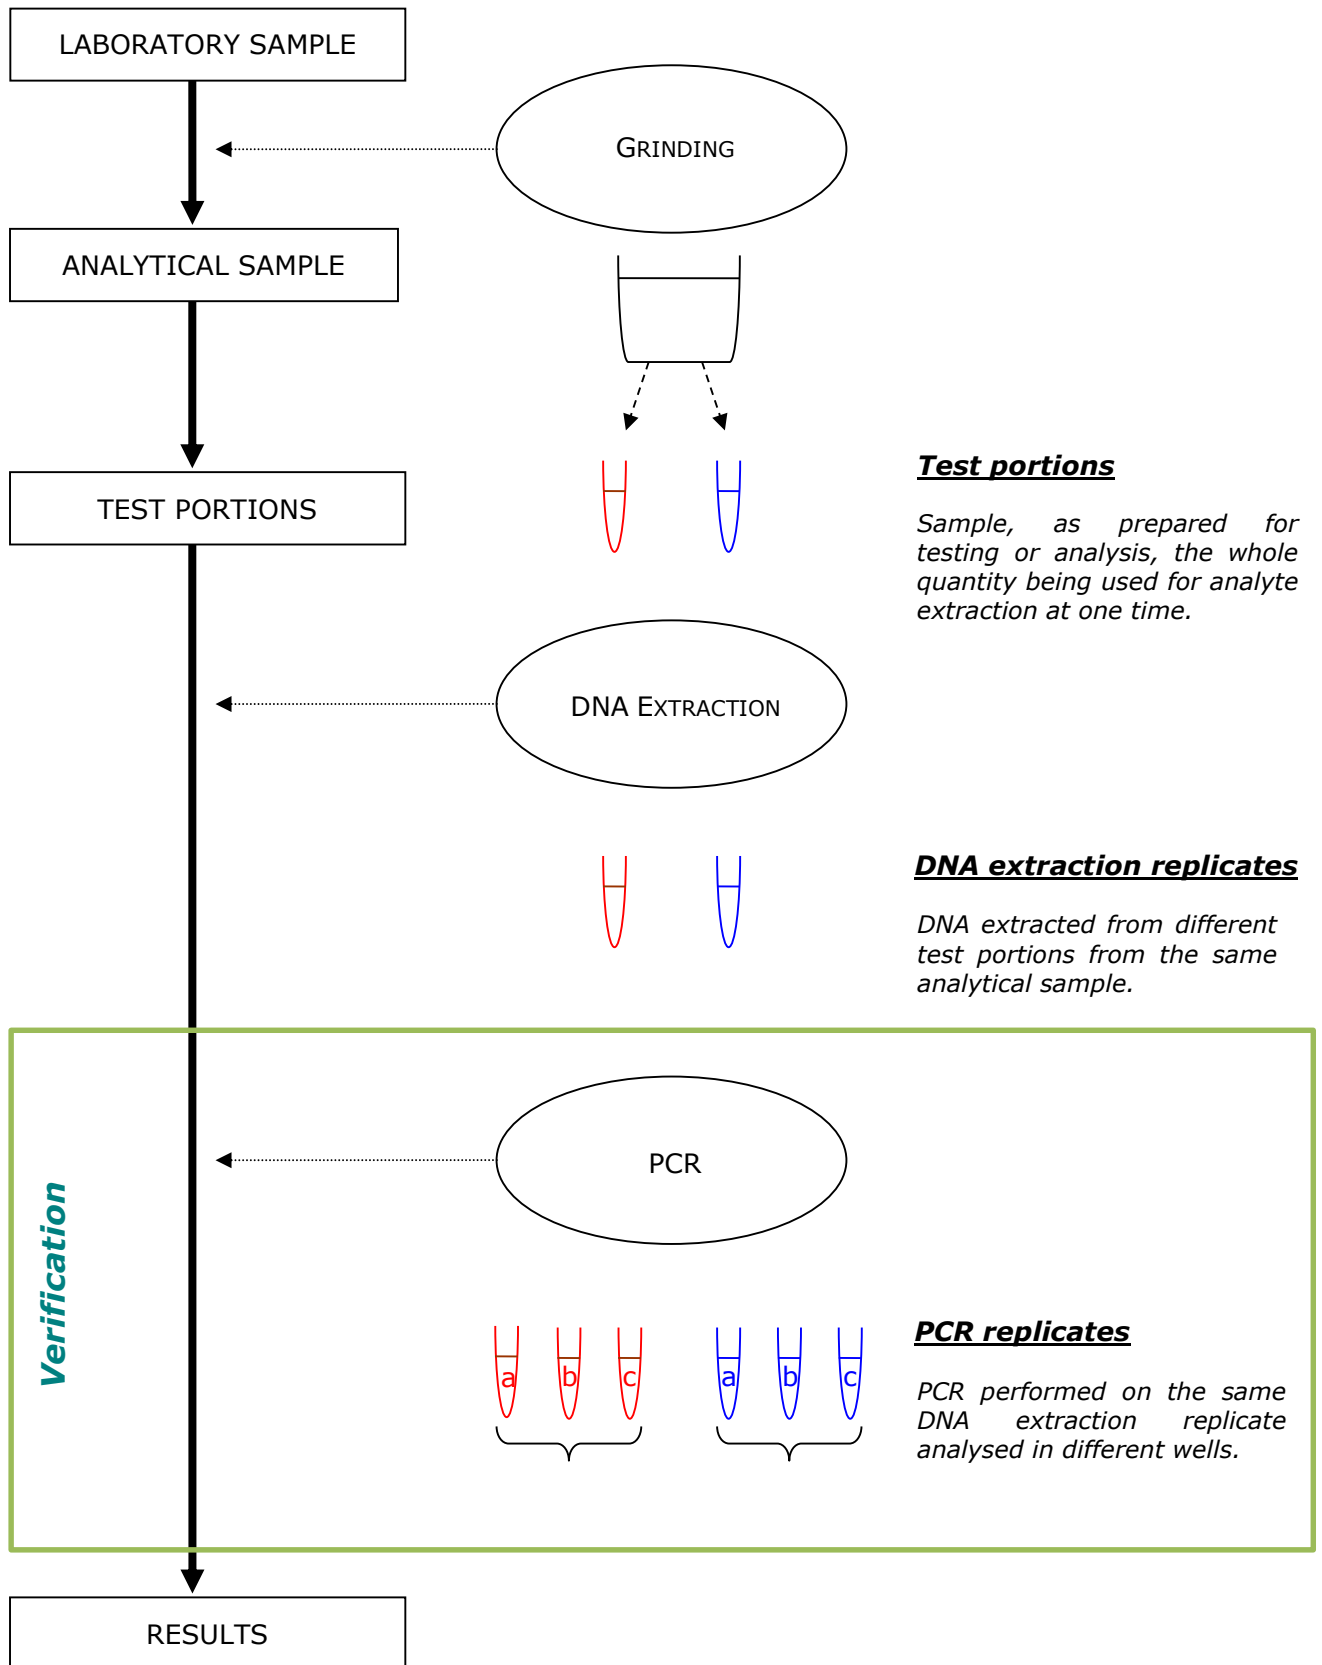 LABORATORY SAMPLE
GRINDING
ANALYTICAL SAMPLE
TEST PORTIONS
Test portions
Sample, as prepared for
testing or analysis, the whole
quantity being used for analyte
extraction at one time.
DNA EXTRACTION
DNA extraction replicates
DNA extracted from different
test portions from the same
analytical sample.
Verification
PCR
a b c a b c
PCR replicates
PCR performed on the same
DNA extraction replicate
analysed in different wells.
RESULTS